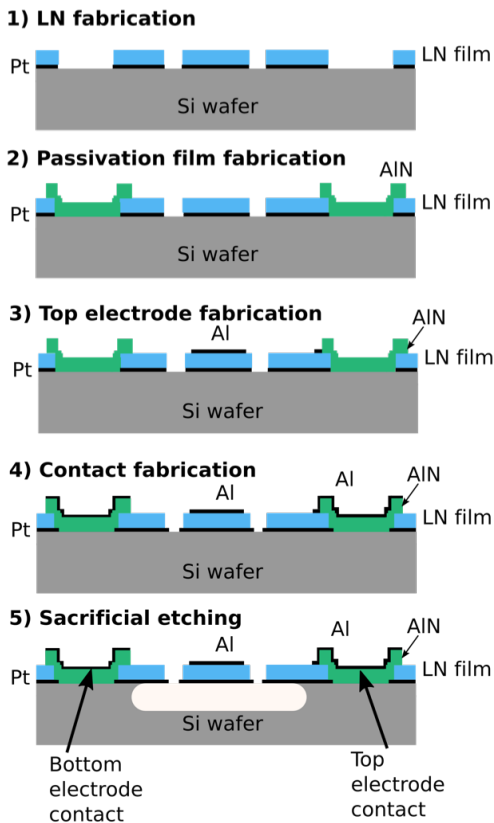 1) LN fabrication
LN film
Pt
Si wafer
2) Passivation film fabrication
AlN
LN film
Pt
Si wafer
3) Top electrode fabrication
AlN
Al
LN film
Pt
Si wafer
4) Contact fabrication
Al
AlN
Al
LN film
Pt
Si wafer
5) Sacrificial etching
Al
AlN
Al
LN film
Pt
Si wafer
Bottom
electrode
contact
Top
electrode
contact